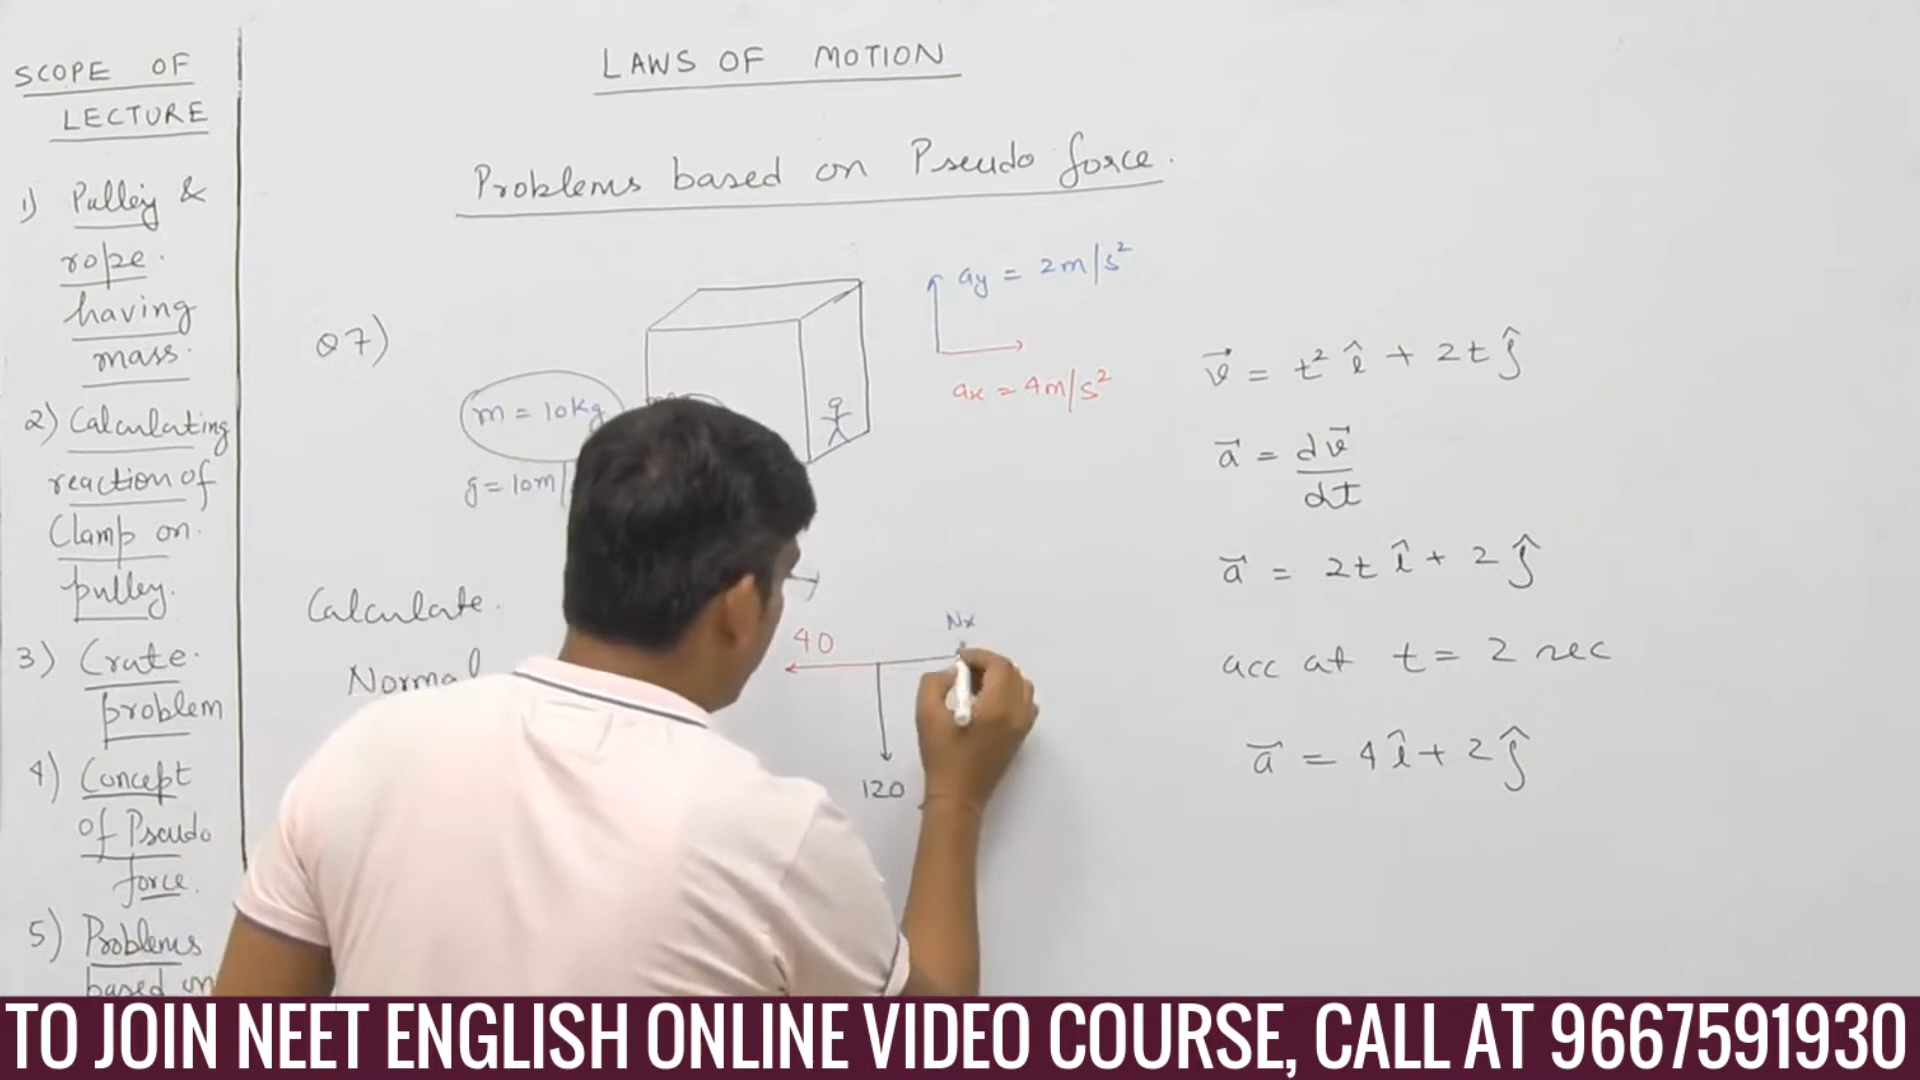 SCOPE OF
LECTURE
1) Pulley &
rope.
having
mass.
2) Calculating
reaction of
Clamp on.
pulley.
3) Crate.
problem
4) Concept
of Pseudo
force.
5) Problems
based on
LAWS OF MOTION
Problems based on Pseudo force.
Q7)
m = 10kg
g = 10m/
ay = 2m/s²
ax = 4m/s²
Calculate.
Normal
40
Nx
120
v⃗ = t² î + 2t ĵ
a⃗ = dv⃗/dt
a⃗ = 2t î + 2 ĵ
acc at t = 2 sec
a⃗ = 4 î + 2 ĵ
TO JOIN NEET ENGLISH ONLINE VIDEO COURSE, CALL AT 9667591930